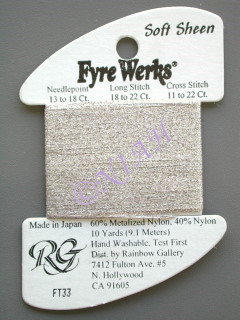 Soft Sheen
Fyre Werks®
Needlepoint Long Stitch Cross Stitch
13 to 18 Ct. 18 to 22 Ct. 11 to 22 Ct.
©NJAH
Made in Japan 60% Metalized Nylon, 40% Nylon
10 Yards (9.1 Meters)
Hand Washable, Test First
Dist. by Rainbow Gallery
7412 Fulton Ave. #5
N. Hollywood
CA 91605
RG
FT33